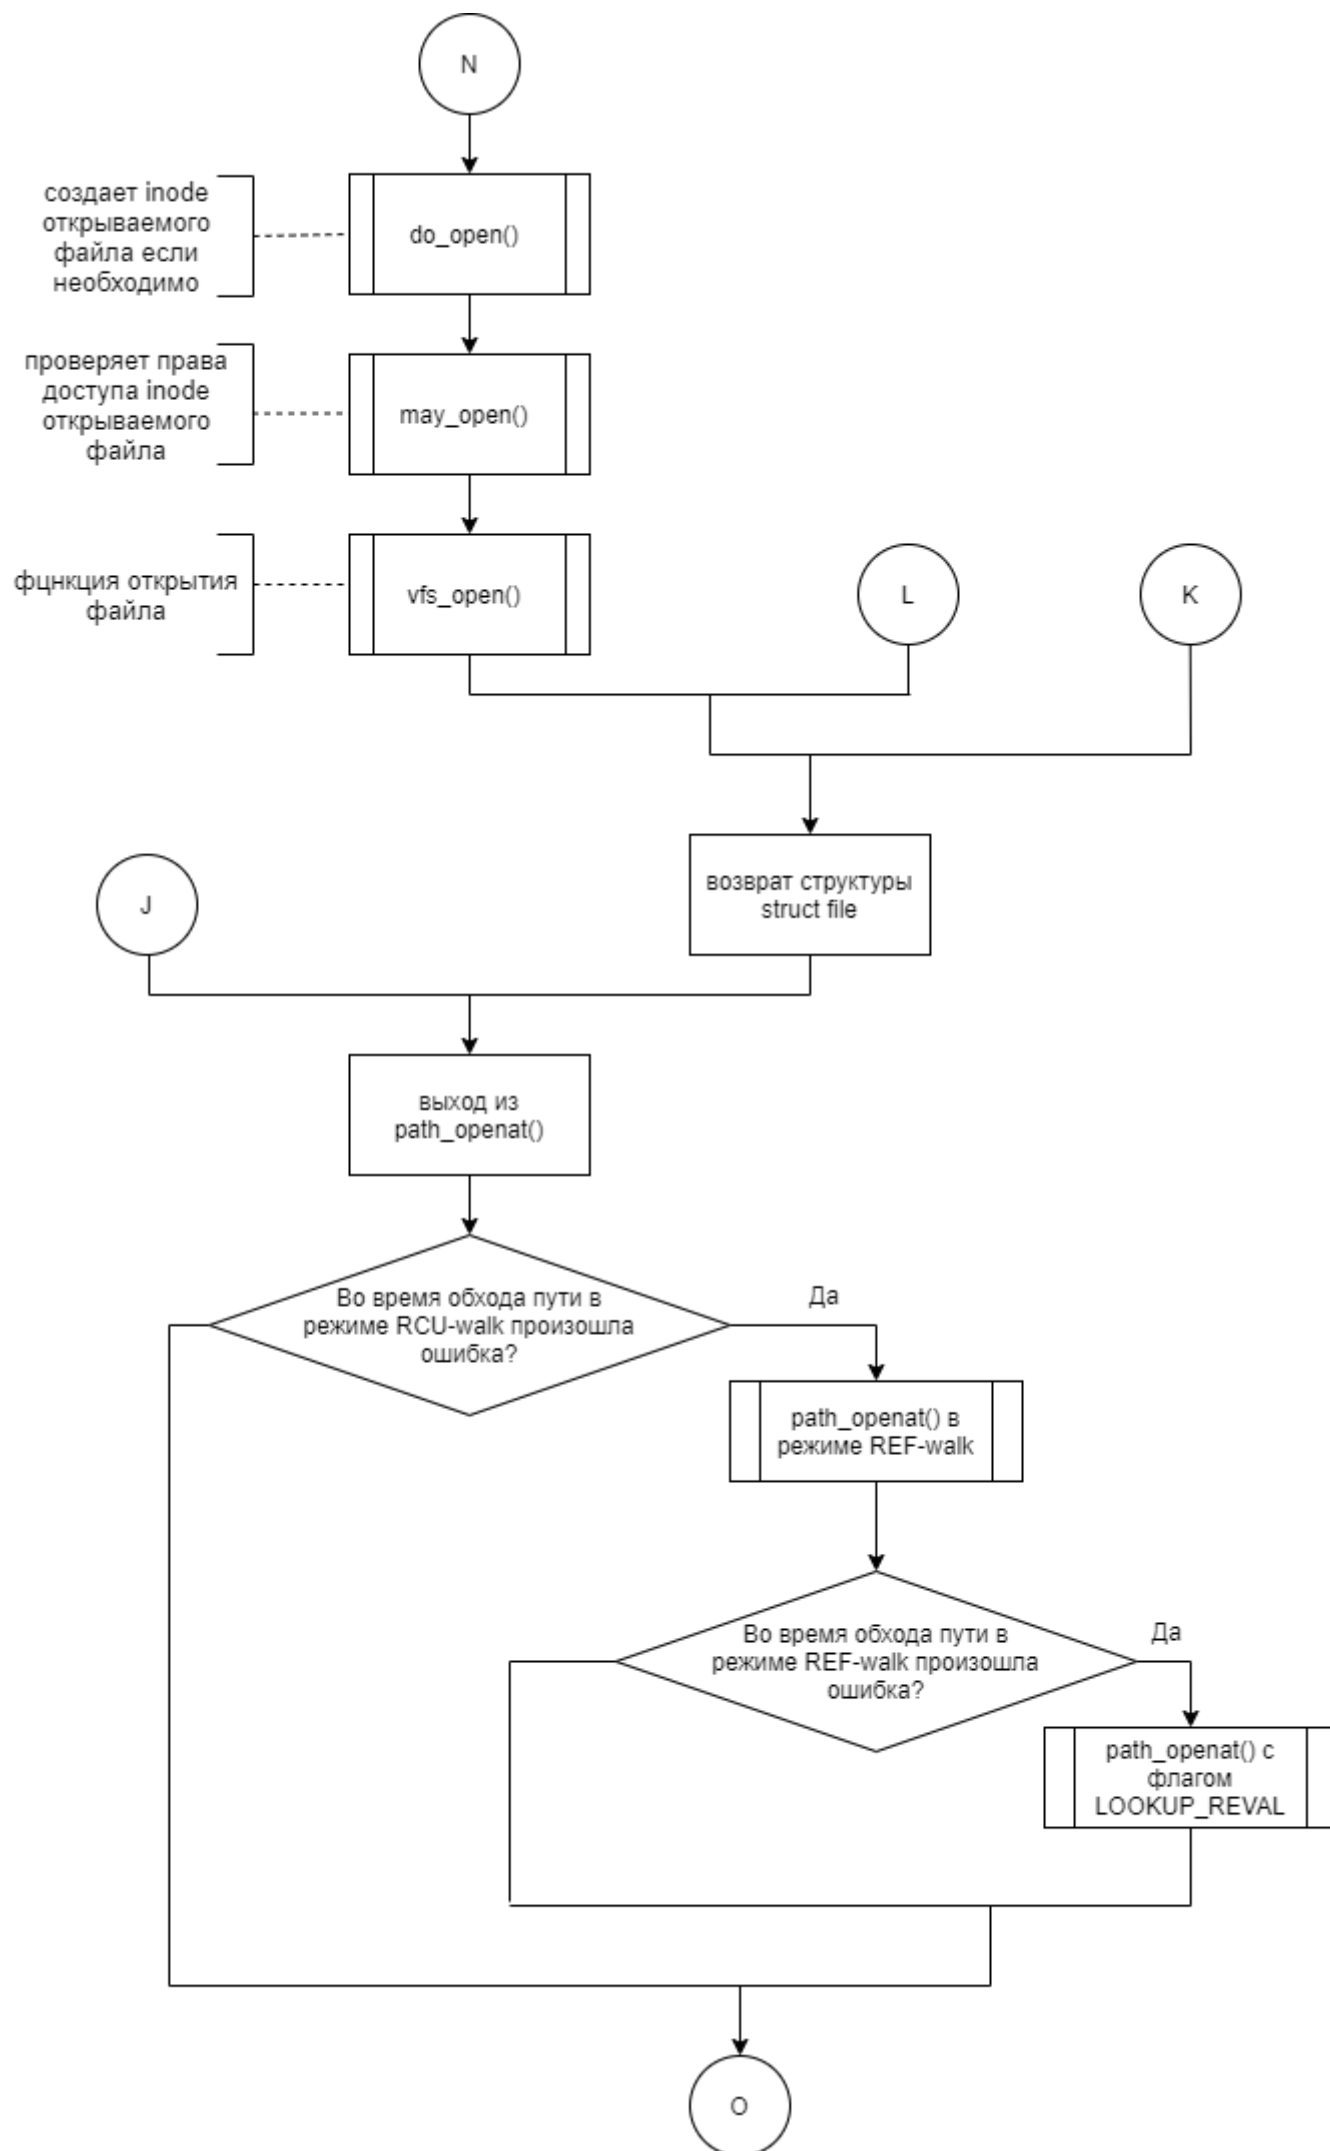 N
создает inode
открываемого
файла если
необходимо
do_open()
проверяет права
доступа inode
открываемого
файла
may_open()
фцнкция открытия
файла
vfs_open()
L
K
возврат структуры
struct file
J
выход из
path_openat()
Во время обхода пути в
режиме RCU-walk произошла
ошибка?
Да
path_openat() в
режиме REF-walk
Во время обхода пути в
режиме REF-walk произошла
ошибка?
Да
path_openat() с
флагом
LOOKUP_REVAL
O